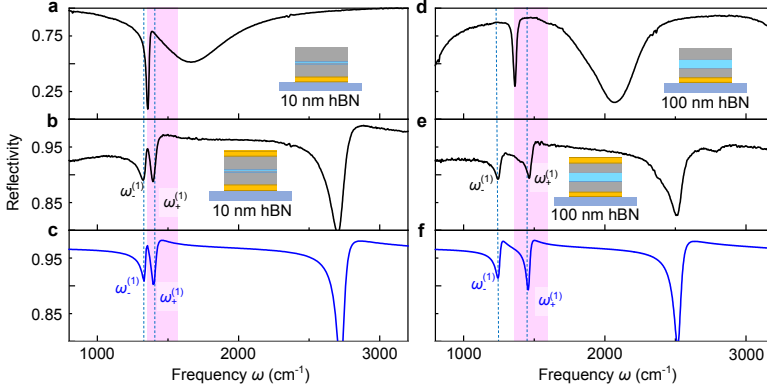 a
0.75
0.25
10 nm hBN
b
0.95
0.85
ω₋⁽¹⁾
ω₊⁽¹⁾
10 nm hBN
c
0.95
0.85
ω₋⁽¹⁾
ω₊⁽¹⁾
1000 2000 3000
Frequency ω (cm⁻¹)
Reflectivity
d
100 nm hBN
e
ω₋⁽¹⁾
ω₊⁽¹⁾
100 nm hBN
f
ω₋⁽¹⁾
ω₊⁽¹⁾
1000 2000 3000
Frequency ω (cm⁻¹)